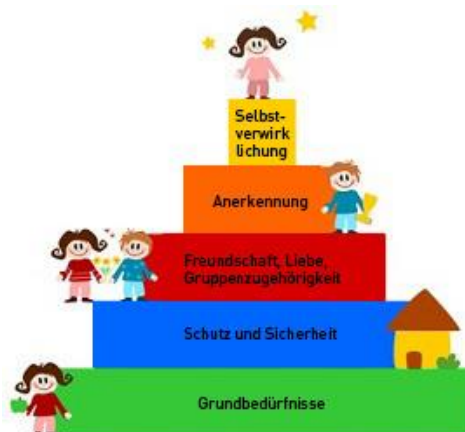 Selbst-
verwirk
lichung
Anerkennung
Freundschaft, Liebe,
Gruppenzugehörigkeit
Schutz und Sicherheit
Grundbedürfnisse